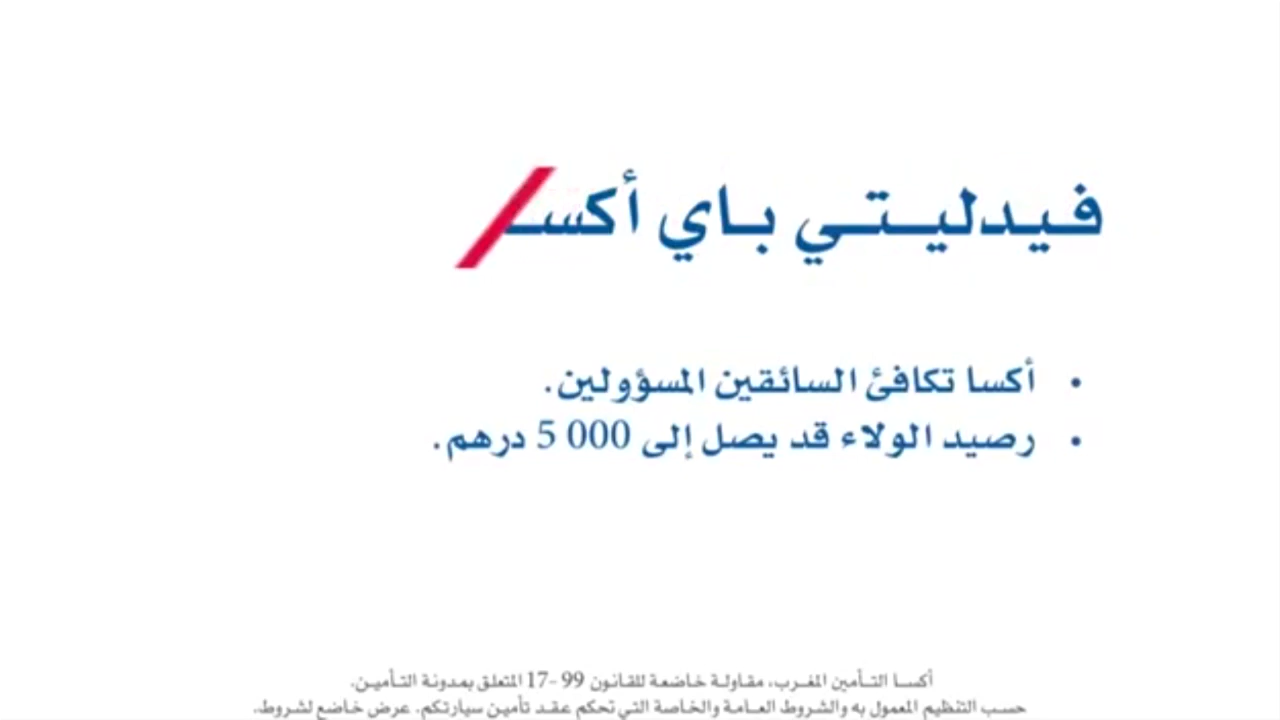 فيدليتي باي أكسا
• أكسا تكافئ السائقين المسؤولين.
• رصيد الولاء قد يصل إلى 000 5 درهم.
أكسا التأمين المغرب، مقاولة خاضعة للقانون 99-17 المتعلق بمدونة التأمين.
حسب التنظيم المعمول به والشروط العامة والخاصة التي تحكم عقد تأمين سيارتكم. عرض خاضع لشروط.